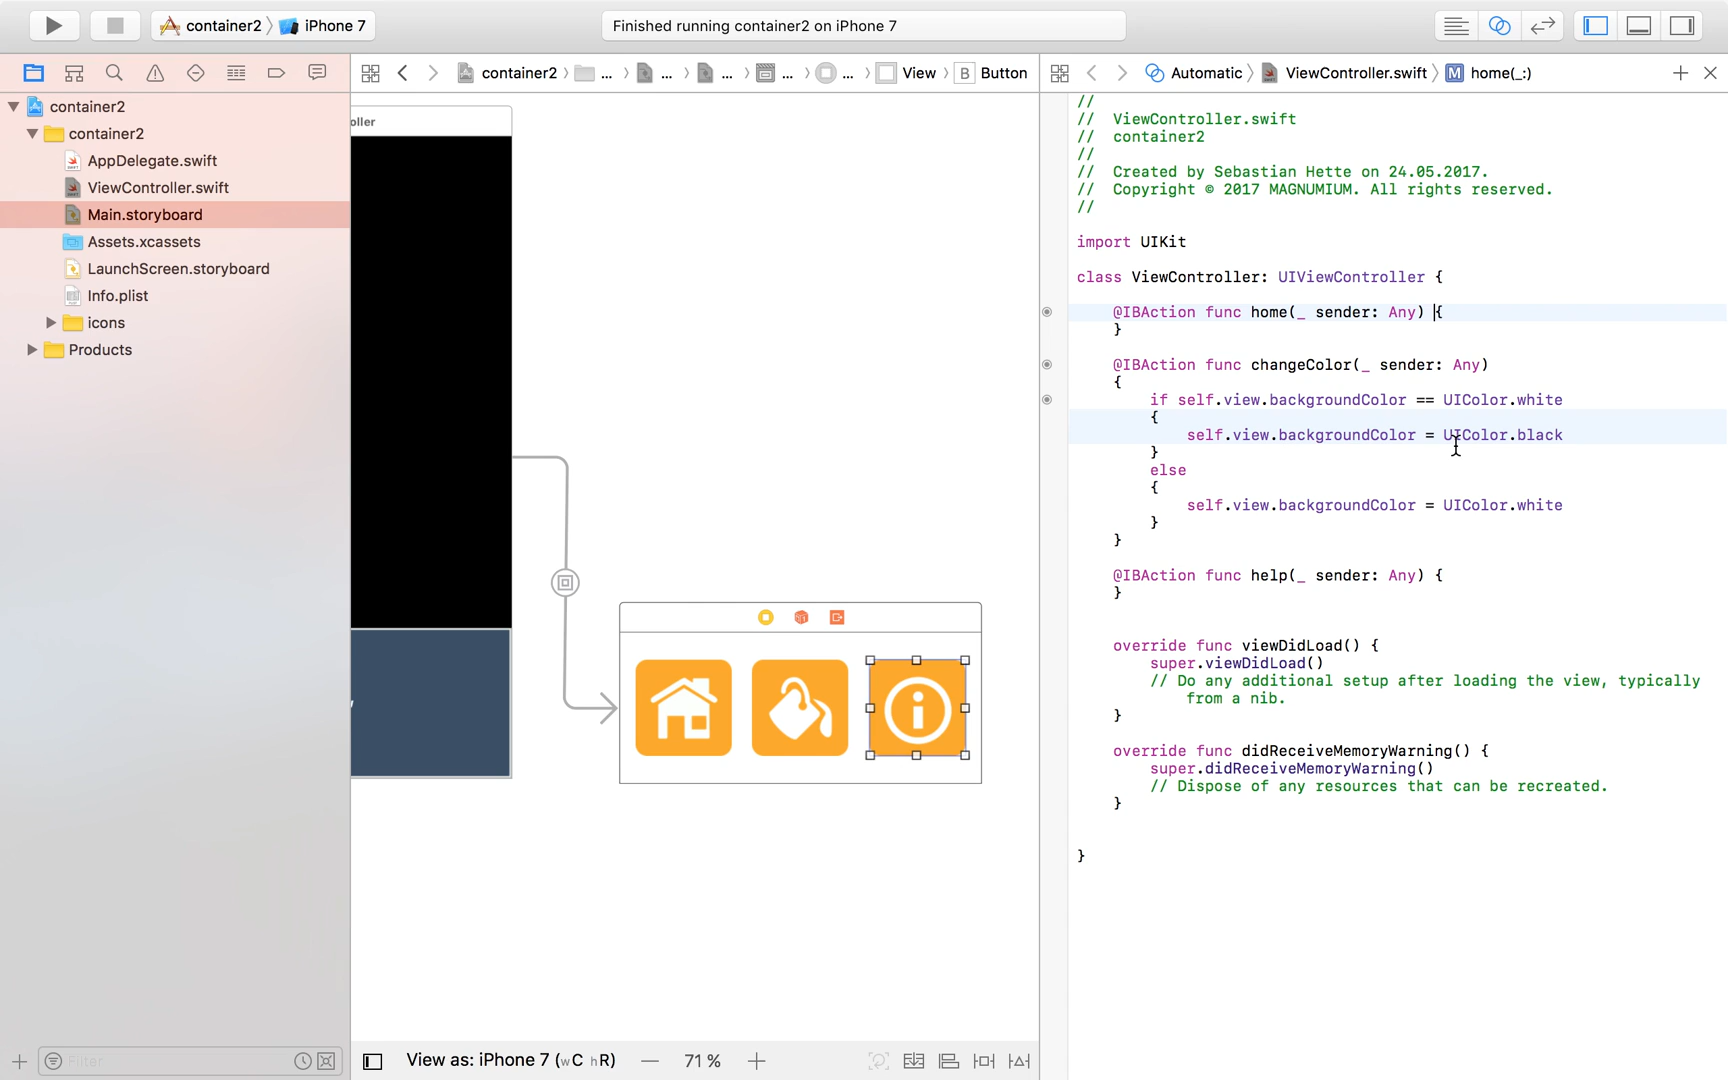 container2 iPhone 7
Finished running container2 on iPhone 7
container2 ... ... ... ... ... View B Button
Automatic ViewController.swift M home(_:)
container2
container2
AppDelegate.swift
ViewController.swift
Main.storyboard
Assets.xcassets
LaunchScreen.storyboard
Info.plist
icons
Products
Filter
oller
View as: iPhone 7 (wC hR) — 71 % +
//
// ViewController.swift
// container2
//
// Created by Sebastian Hette on 24.05.2017.
// Copyright © 2017 MAGNUMIUM. All rights reserved.
//
import UIKit
class ViewController: UIViewController {
@IBAction func home(_ sender: Any) {
}
@IBAction func changeColor(_ sender: Any)
{
if self.view.backgroundColor == UIColor.white
{
self.view.backgroundColor = UIColor.black
}
else
{
self.view.backgroundColor = UIColor.white
}
}
@IBAction func help(_ sender: Any) {
}
override func viewDidLoad() {
super.viewDidLoad()
// Do any additional setup after loading the view, typically
from a nib.
}
override func didReceiveMemoryWarning() {
super.didReceiveMemoryWarning()
// Dispose of any resources that can be recreated.
}
}